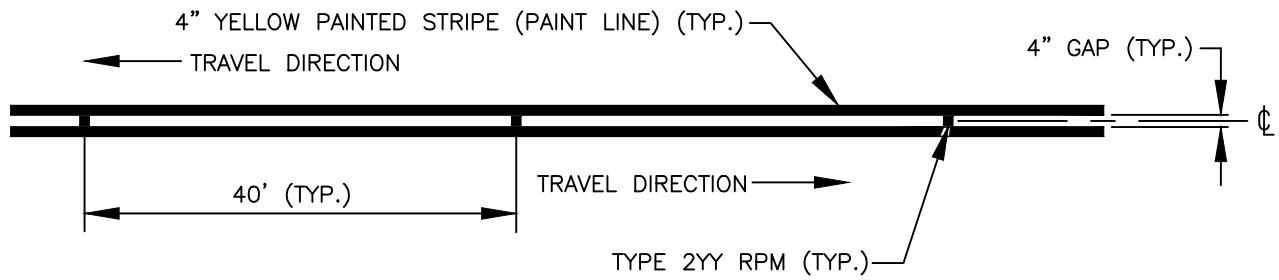 4” YELLOW PAINTED STRIPE (PAINT LINE) (TYP.)
4” GAP (TYP.)
TRAVEL DIRECTION
℄
TRAVEL DIRECTION
40’ (TYP.)
TYPE 2YY RPM (TYP.)